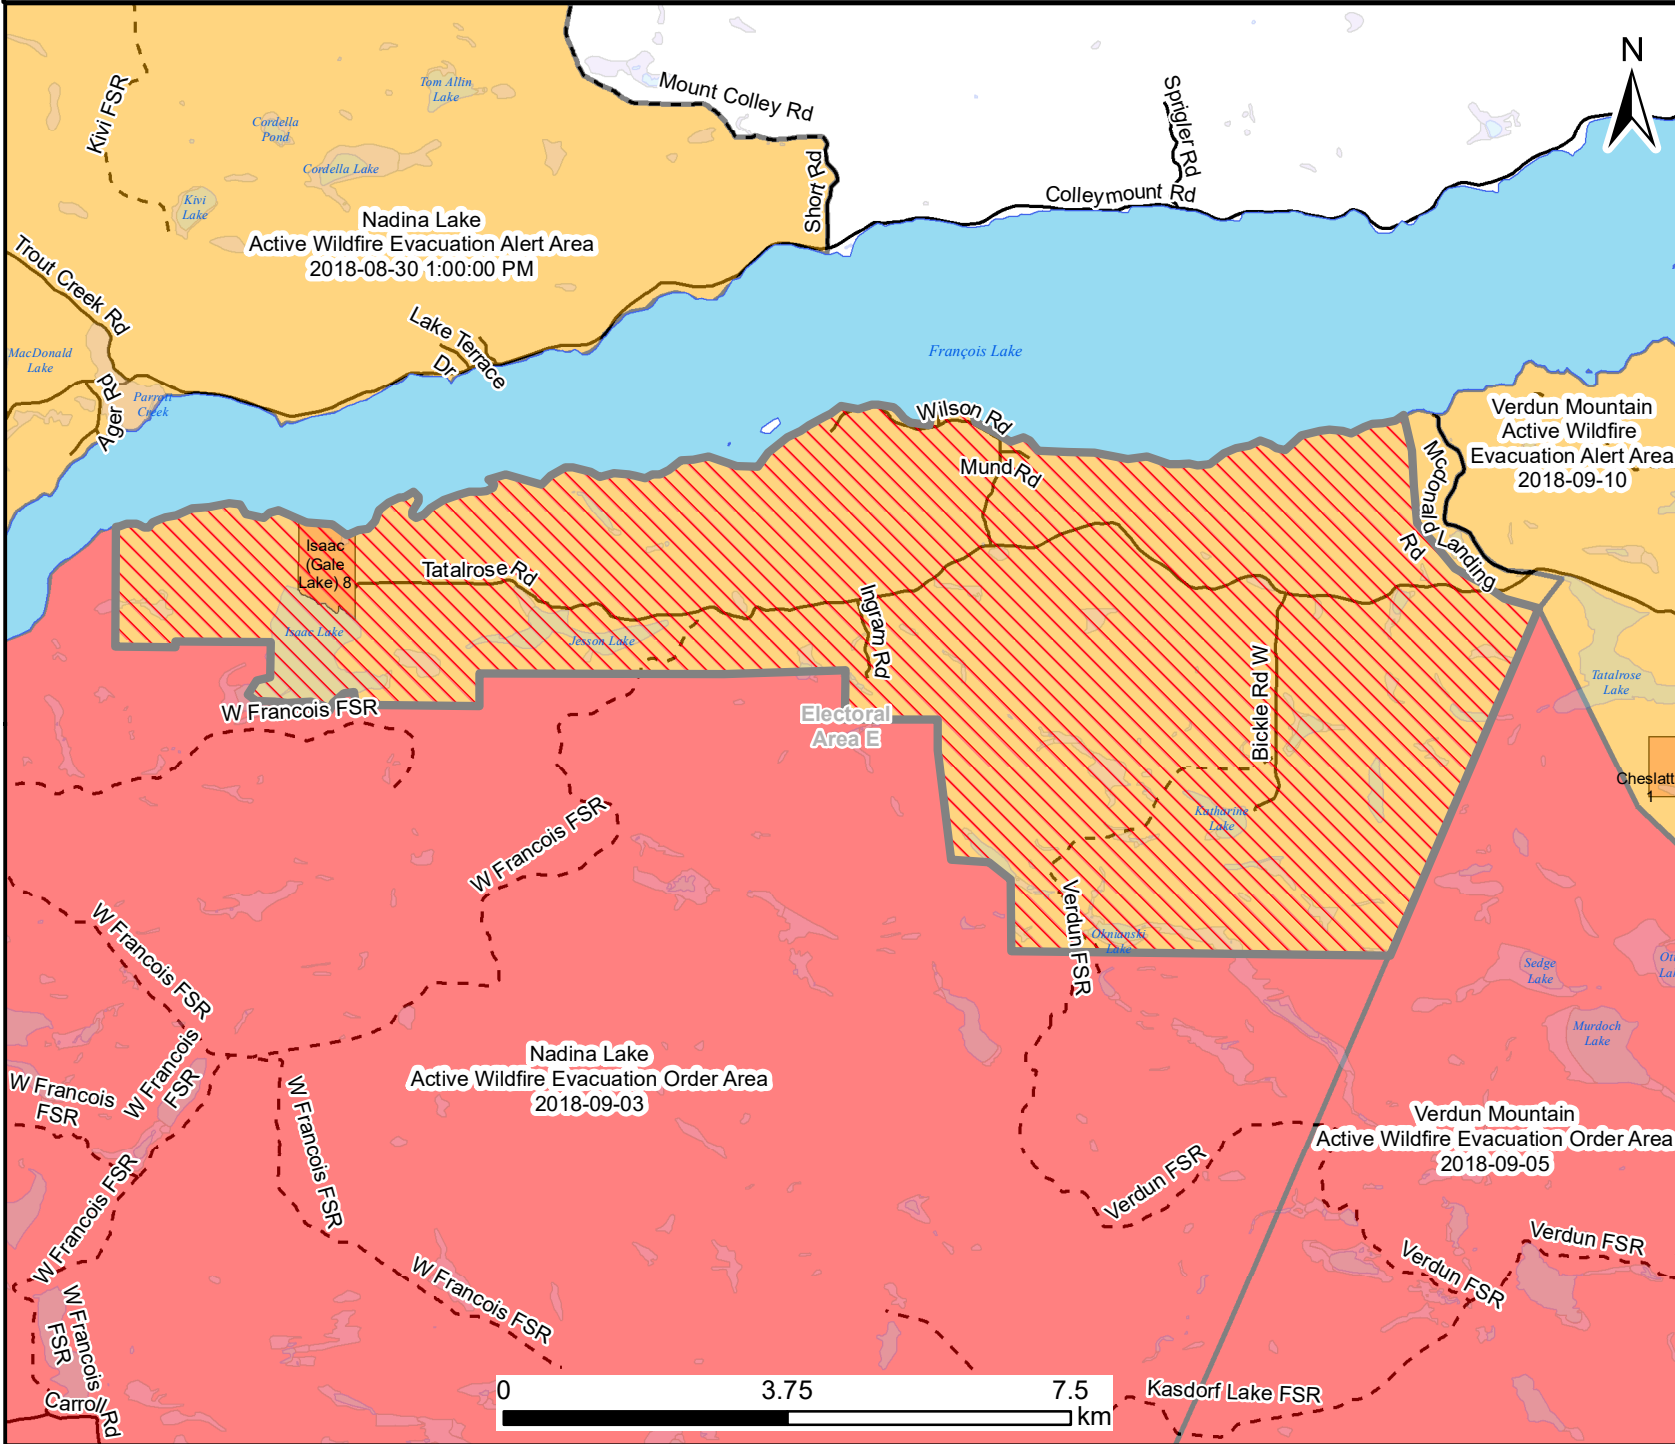 N
Kivi FSR
Tom Allin
Lake
Mount Colley Rd
Sprigler Rd
Cordella
Pond
Cordella Lake
Kivi
Lake
Short Rd
Colleymount Rd
Nadina Lake
Active Wildfire Evacuation Alert Area
2018-08-30 1:00:00 PM
Trout Creek Rd
Lake Terrace
Dr
MacDonald
Lake
François Lake
Parrott
Creek
Ager Rd
Wilson Rd
Verdun Mountain
Active Wildfire
Evacuation Alert Area
2018-09-10
Mund Rd
Mcdonald Landing
Rd
Isaac
(Gale
Lake) 8
Tatalrose Rd
Ingram Rd
Isaac Lake
Jesson Lake
Bickle Rd W
Tatalrose
Lake
W Francois FSR
Electoral
Area E
Cheslatt
1
Katharine
Lake
W Francois FSR
Verdun FSR
Oknianski
Lake
W Francois FSR
Sedge
Lake
Murdoch
Lake
W Francois
FSR
W Francois
FSR
Nadina Lake
Active Wildfire Evacuation Order Area
2018-09-03
W Francois FSR
Verdun Mountain
Active Wildfire Evacuation Order Area
2018-09-05
Verdun FSR
W Francois FSR
Verdun FSR
Verdun FSR
W Francois FSR
W Francois
FSR
Carroll Rd
Kasdorf Lake FSR
0 3.75 7.5
km